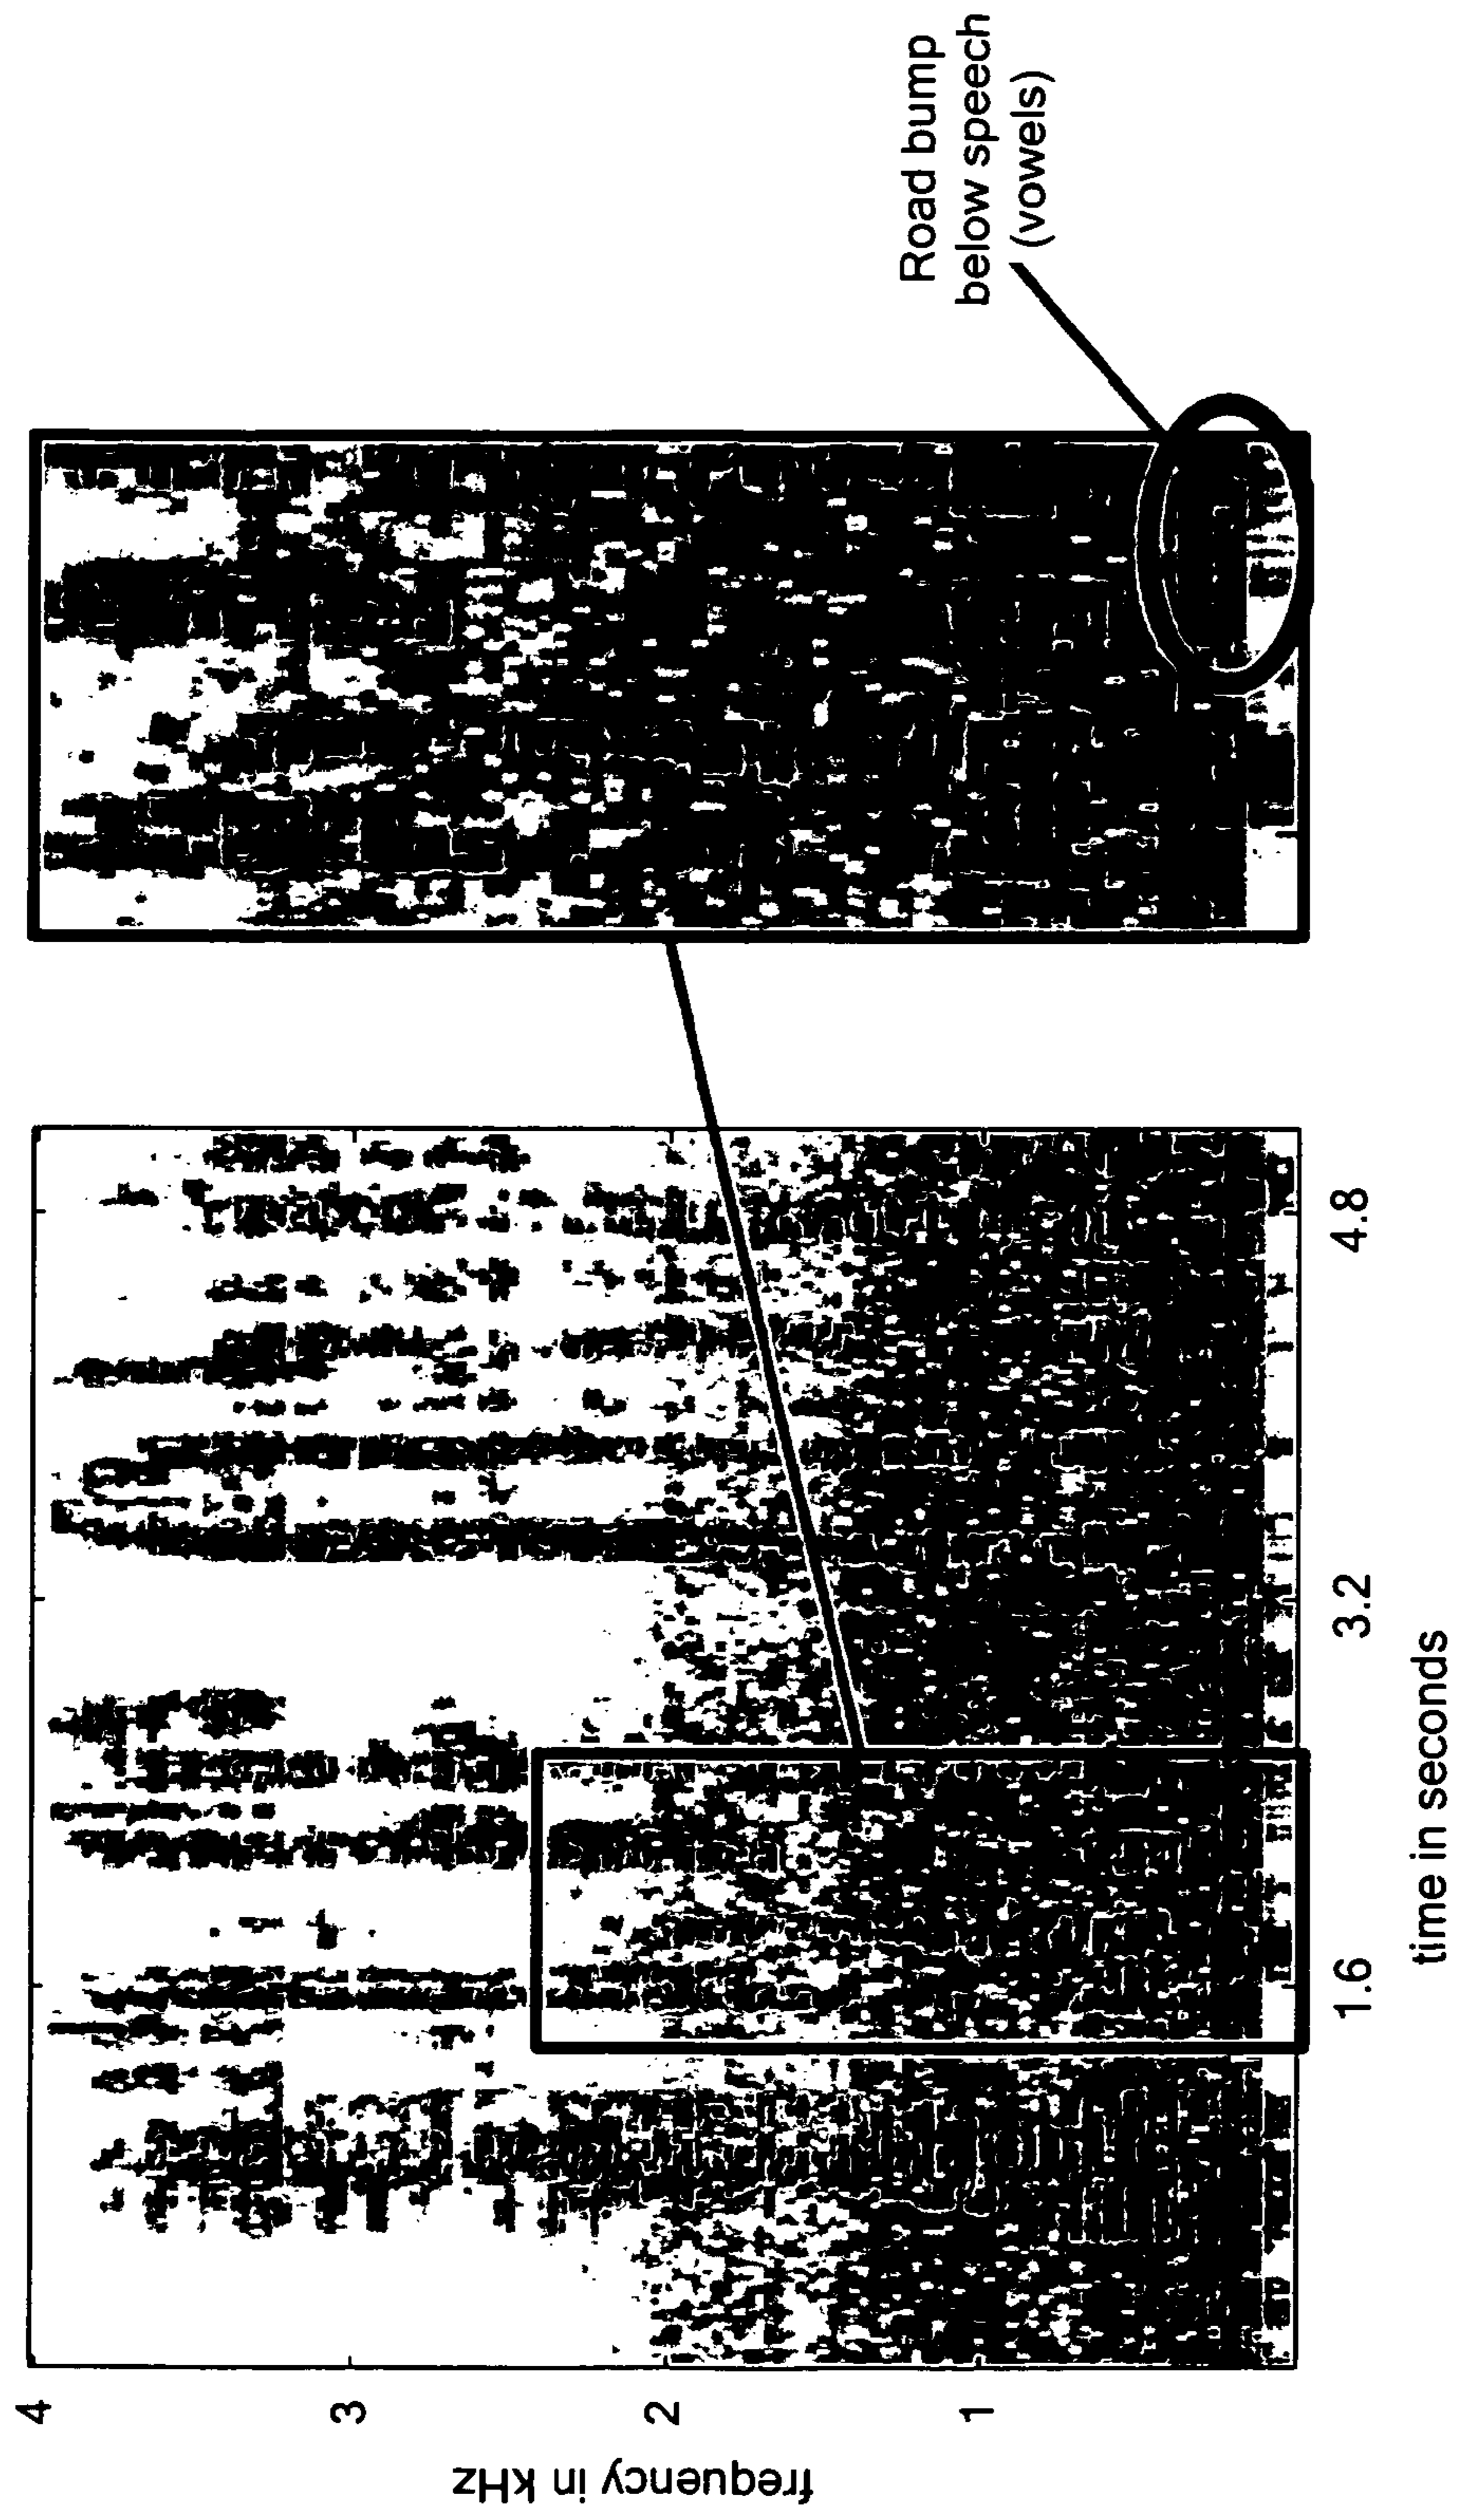 4
3
2
1
frequency in kHz
1.6
3.2
4.8
time in seconds
Road bump
below speech
(vowels)